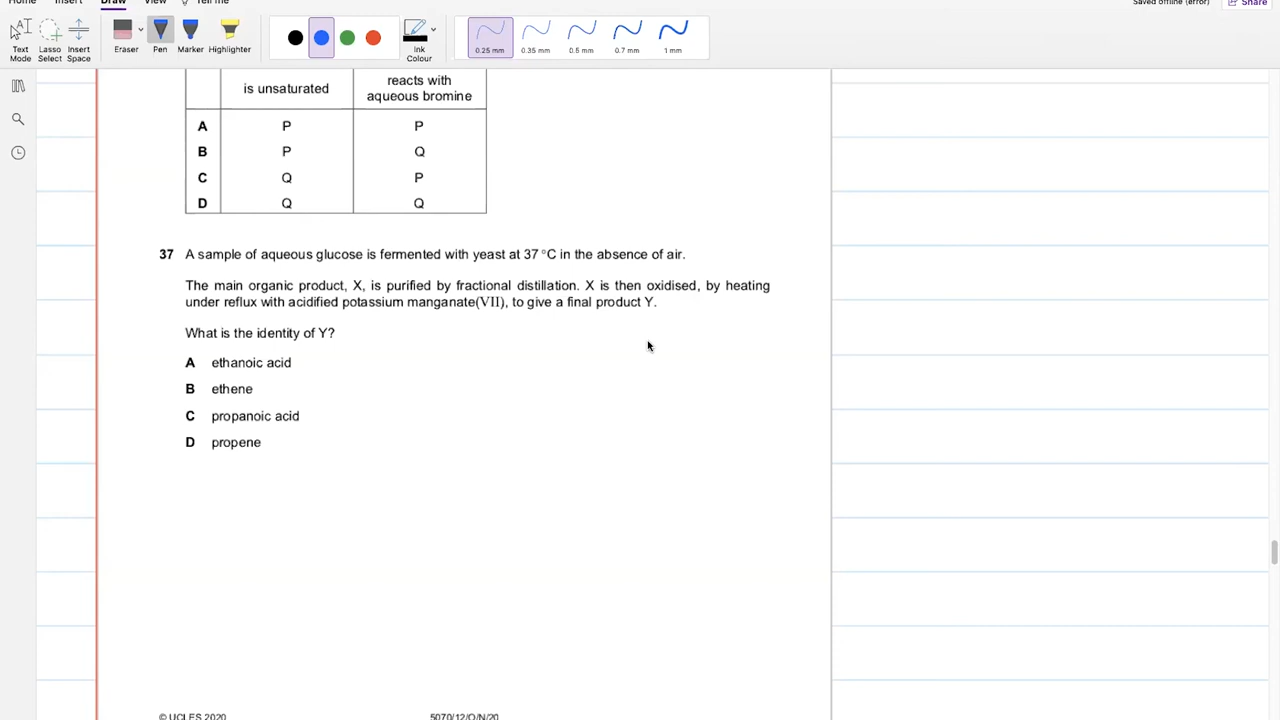 Home Insert Draw View Tell me
Saved offline (error) Share
Text Mode
Lasso Select
Insert Space
Eraser
Pen
Marker
Highlighter
Ink Colour
0.25 mm
0.35 mm
0.5 mm
0.7 mm
1 mm
is unsaturated reacts with aqueous bromine
A P P
B P Q
C Q P
D Q Q
37 A sample of aqueous glucose is fermented with yeast at 37 °C in the absence of air.
The main organic product, X, is purified by fractional distillation. X is then oxidised, by heating
under reflux with acidified potassium manganate(VII), to give a final product Y.
What is the identity of Y?
A ethanoic acid
B ethene
C propanoic acid
D propene
© UCLES 2020 5070/12/O/N/20